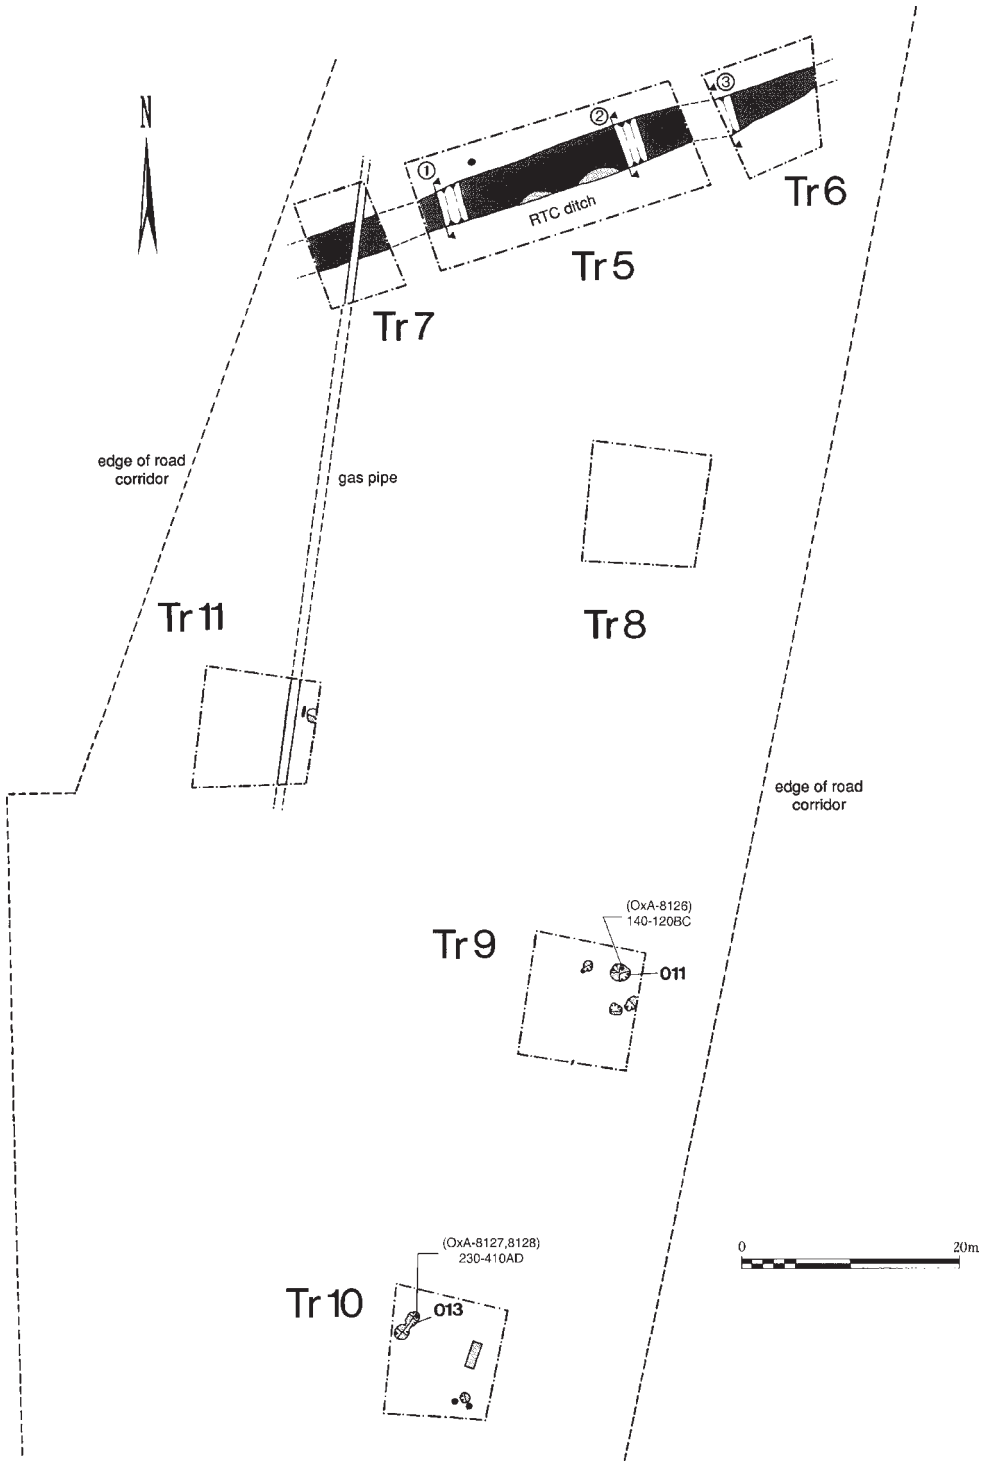 N
③
②
①
Tr 6
RTC ditch
Tr 5
Tr 7
edge of road
corridor
gas pipe
Tr 11
Tr 8
edge of road
corridor
(OxA-8126)
140-120BC
Tr 9
011
(OxA-8127,8128)
230-410AD
0 20m
Tr 10
013